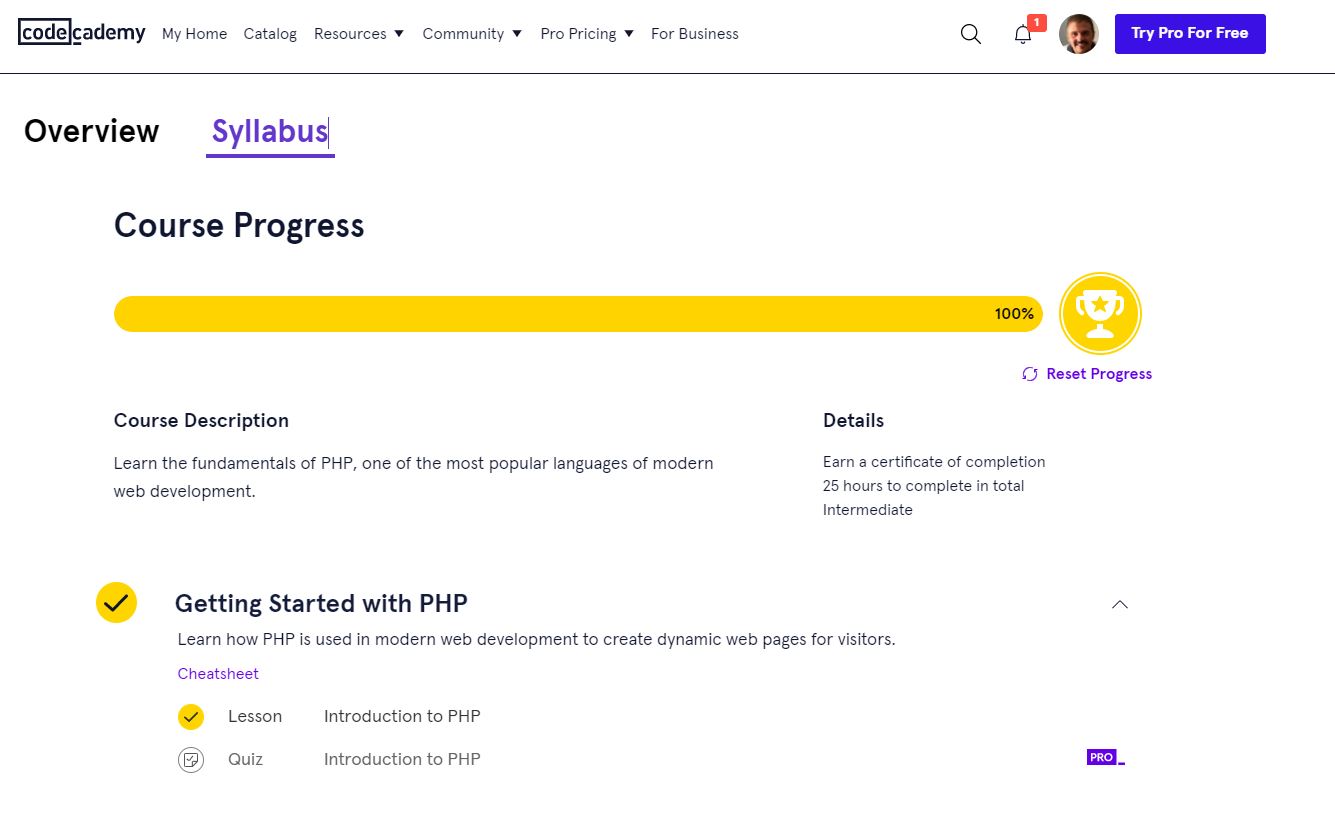 codecademy My Home Catalog Resources Community Pro Pricing For Business 1 Try Pro For Free
Overview Syllabus
Course Progress
100%
Reset Progress
Course Description
Learn the fundamentals of PHP, one of the most popular languages of modern
web development.
Details
Earn a certificate of completion
25 hours to complete in total
Intermediate
Getting Started with PHP
Learn how PHP is used in modern web development to create dynamic web pages for visitors.
Cheatsheet
Lesson Introduction to PHP
Quiz Introduction to PHP PRO